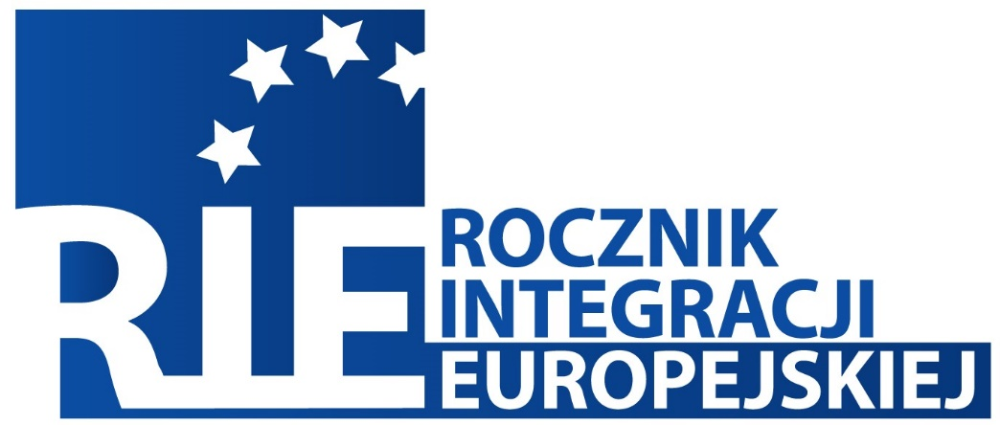 RIE
ROCZNIK
INTEGRACJI
EUROPEJSKIEJ